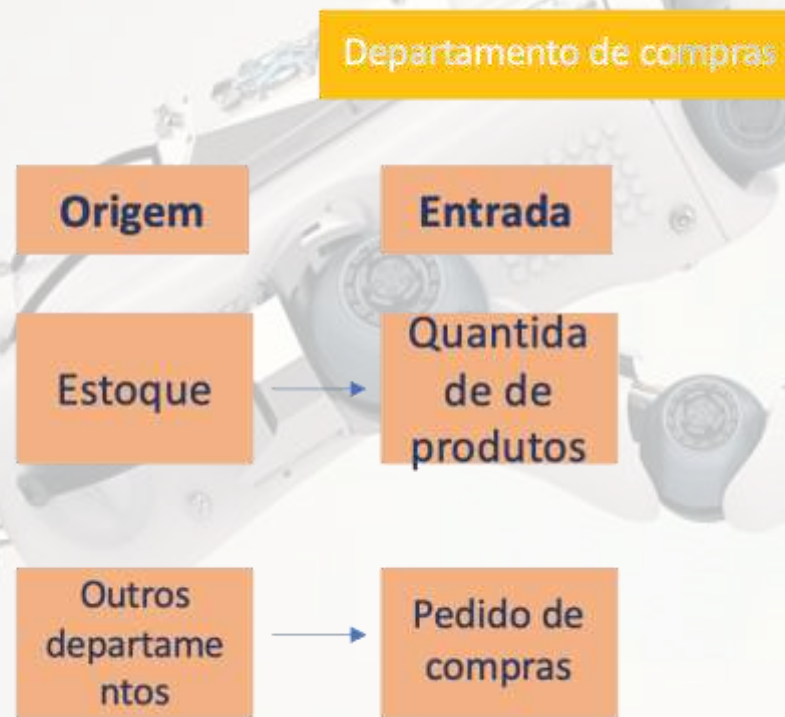 Departamento de compras
Origem
Entrada
Estoque
Quantida
de de
produtos
Outros
departame
ntos
Pedido de
compras